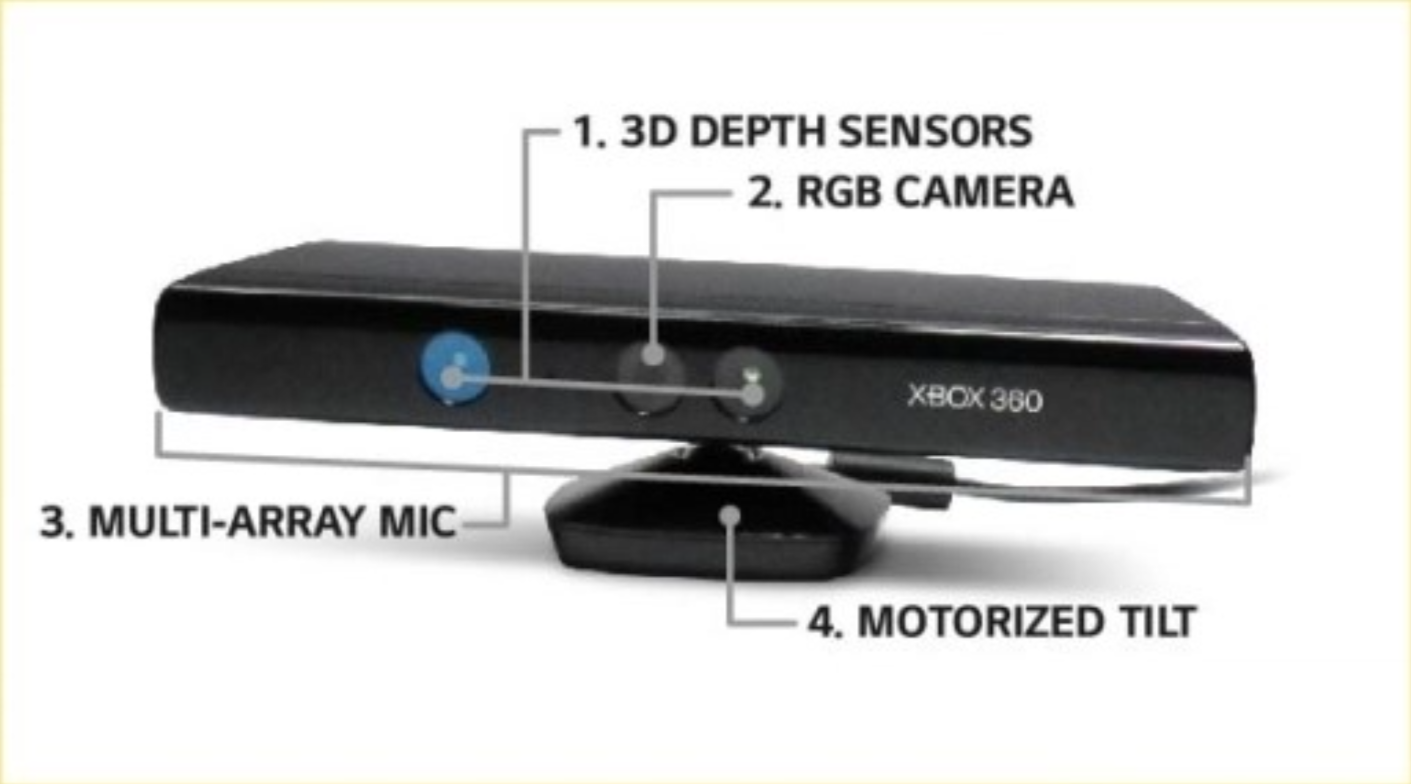 1. 3D DEPTH SENSORS
2. RGB CAMERA
XBOX 360
3. MULTI-ARRAY MIC
4. MOTORIZED TILT